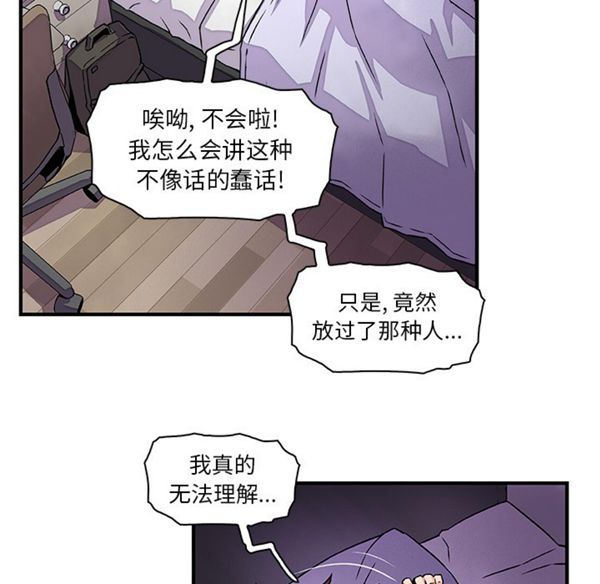 唉呦, 不会啦!
我怎么会讲这种
不像话的蠢话!
只是, 竟然
放过了那种人...
我真的
无法理解...